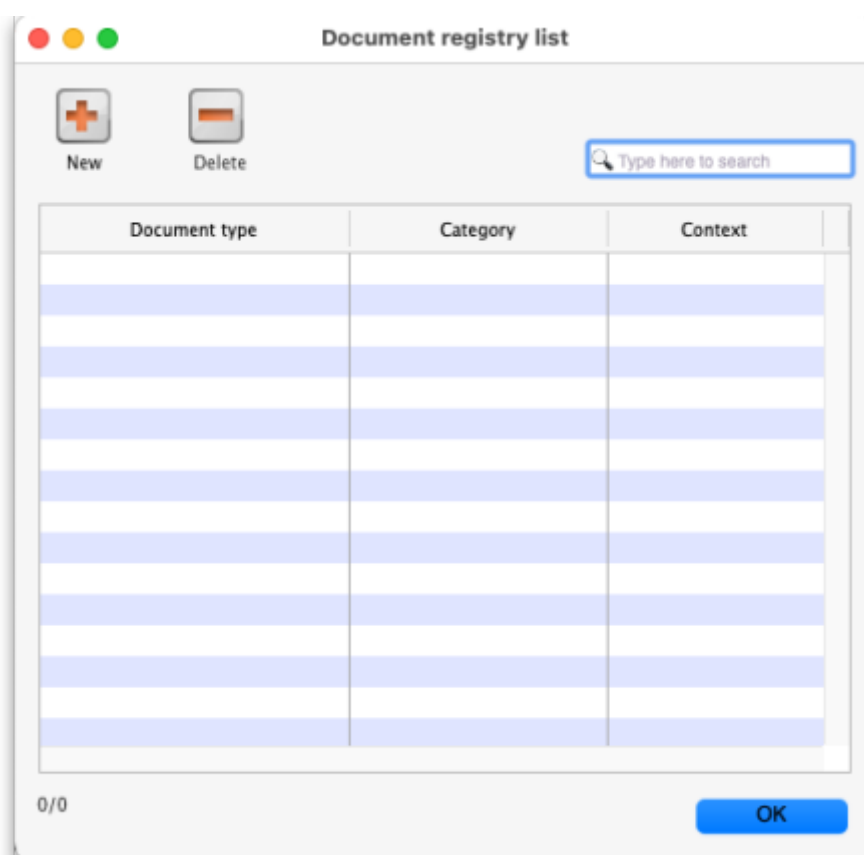 Document registry list
New Delete
Type here to search
Document type Category Context
0/0
OK